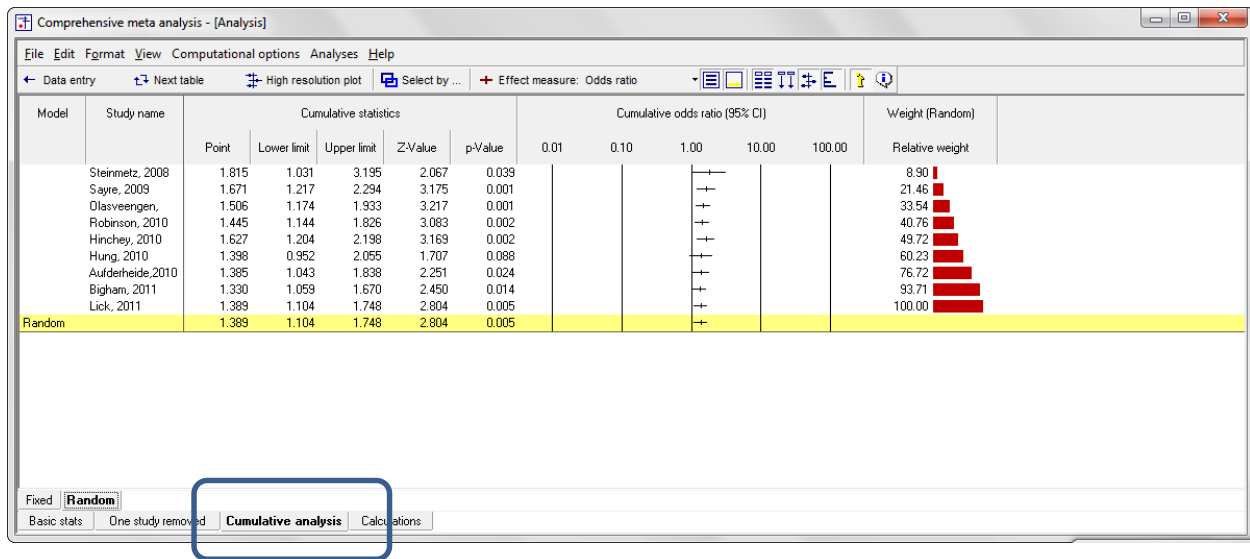 Comprehensive meta analysis - [Analysis]
File Edit Format View Computational options Analyses Help
← Data entry Next table High resolution plot Select by ... Effect measure: Odds ratio
Model Study name Cumulative statistics Cumulative odds ratio (95% CI) Weight (Random)
Point Lower limit Upper limit Z-Value p-Value 0.01 0.10 1.00 10.00 100.00 Relative weight
Steinmetz, 2008 1.815 1.031 3.195 2.067 0.039 8.90
Sayre, 2009 1.671 1.217 2.294 3.175 0.001 21.46
Olasveengen, 1.506 1.174 1.933 3.217 0.001 33.54
Robinson, 2010 1.445 1.144 1.826 3.083 0.002 40.76
Hinchey, 2010 1.627 1.204 2.198 3.169 0.002 49.72
Hung, 2010 1.398 0.952 2.055 1.707 0.088 60.23
Aufderheide,2010 1.385 1.043 1.838 2.251 0.024 76.72
Bigham, 2011 1.330 1.059 1.670 2.450 0.014 93.71
Lick, 2011 1.389 1.104 1.748 2.804 0.005 100.00
Random 1.389 1.104 1.748 2.804 0.005
Fixed Random
Basic stats One study removed Cumulative analysis Calculations